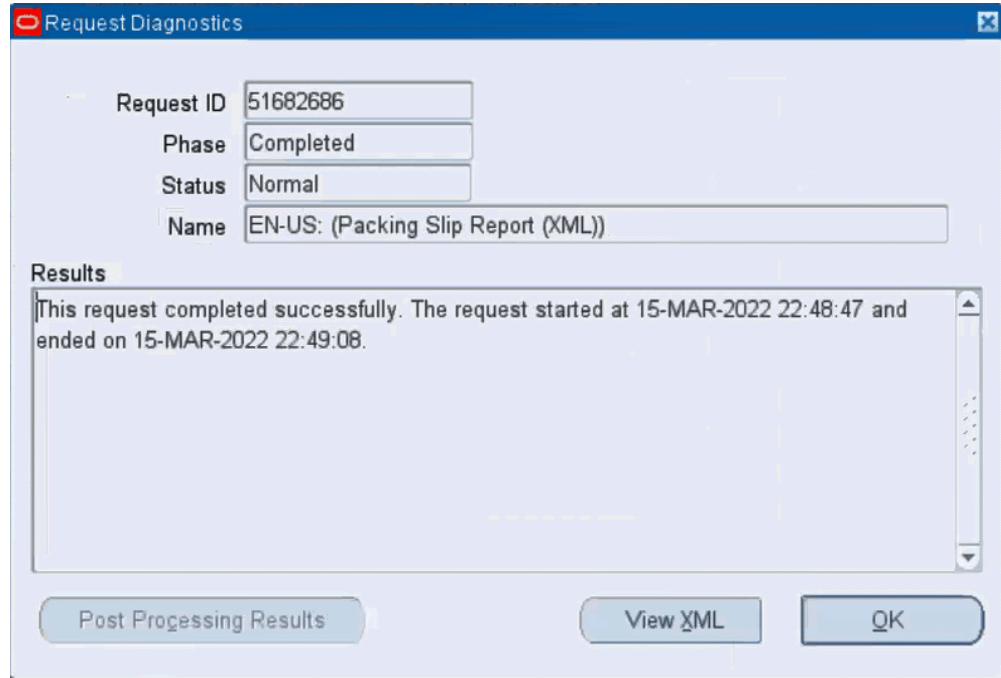 Request Diagnostics
Request ID 51682686
Phase Completed
Status Normal
Name EN-US: (Packing Slip Report (XML))
Results
This request completed successfully. The request started at 15-MAR-2022 22:48:47 and
ended on 15-MAR-2022 22:49:08.
Post Processing Results View XML OK